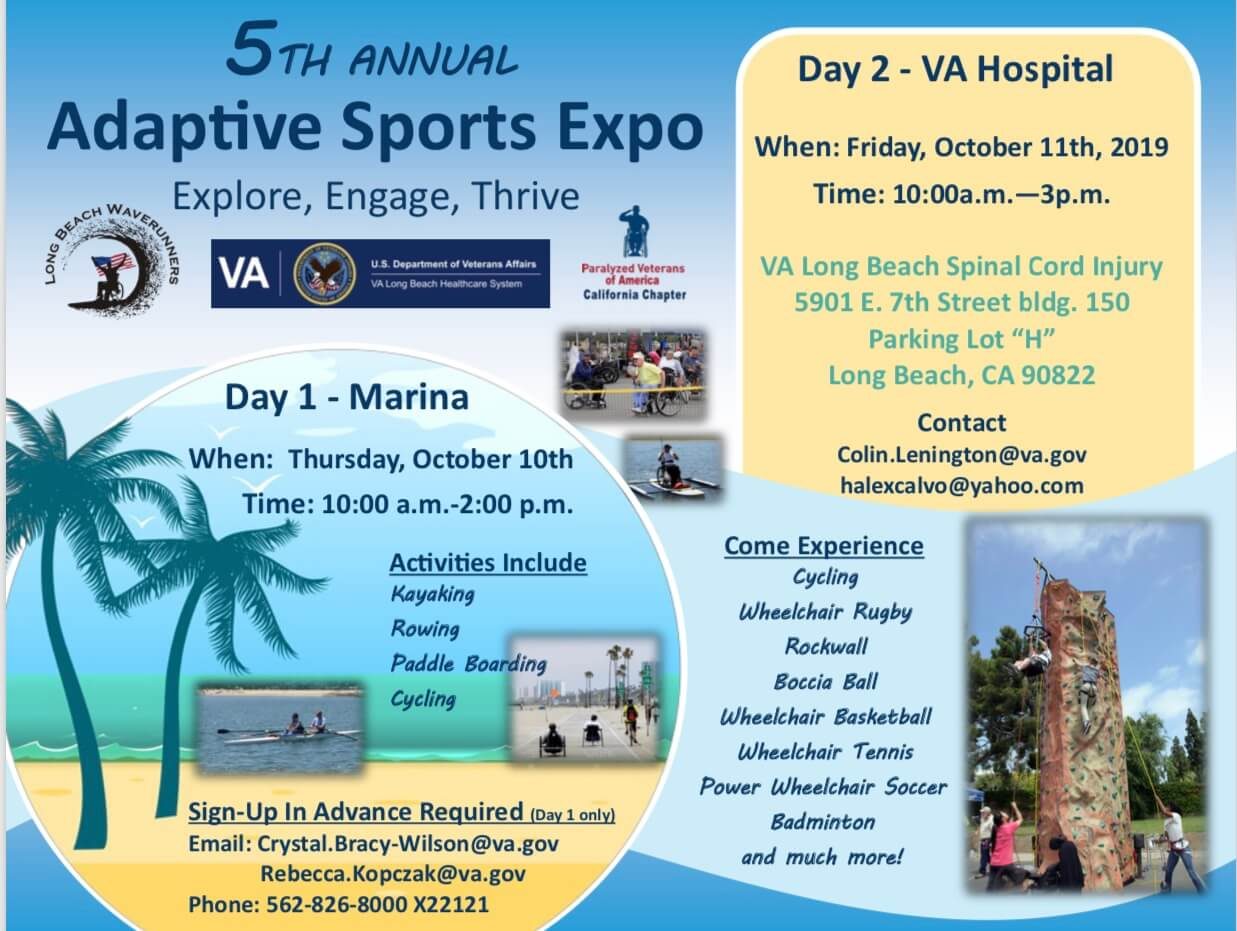 5TH ANNUAL
Adaptive Sports Expo
Explore, Engage, Thrive
LONG BEACH WAVERUNNERS
VA
U.S. Department of Veterans Affairs
VA Long Beach Healthcare System
Paralyzed Veterans
of America
California Chapter
Day 1 - Marina
When: Thursday, October 10th
Time: 10:00 a.m.-2:00 p.m.
Activities Include
Kayaking
Rowing
Paddle Boarding
Cycling
Sign-Up In Advance Required (Day 1 only)
Email: Crystal.Bracy-Wilson@va.gov
Rebecca.Kopczak@va.gov
Phone: 562-826-8000 X22121
Day 2 - VA Hospital
When: Friday, October 11th, 2019
Time: 10:00a.m.—3p.m.
VA Long Beach Spinal Cord Injury
5901 E. 7th Street bldg. 150
Parking Lot “H”
Long Beach, CA 90822
Contact
Colin.Lenington@va.gov
halexcalvo@yahoo.com
Come Experience
Cycling
Wheelchair Rugby
Rockwall
Boccia Ball
Wheelchair Basketball
Wheelchair Tennis
Power Wheelchair Soccer
Badminton
and much more!